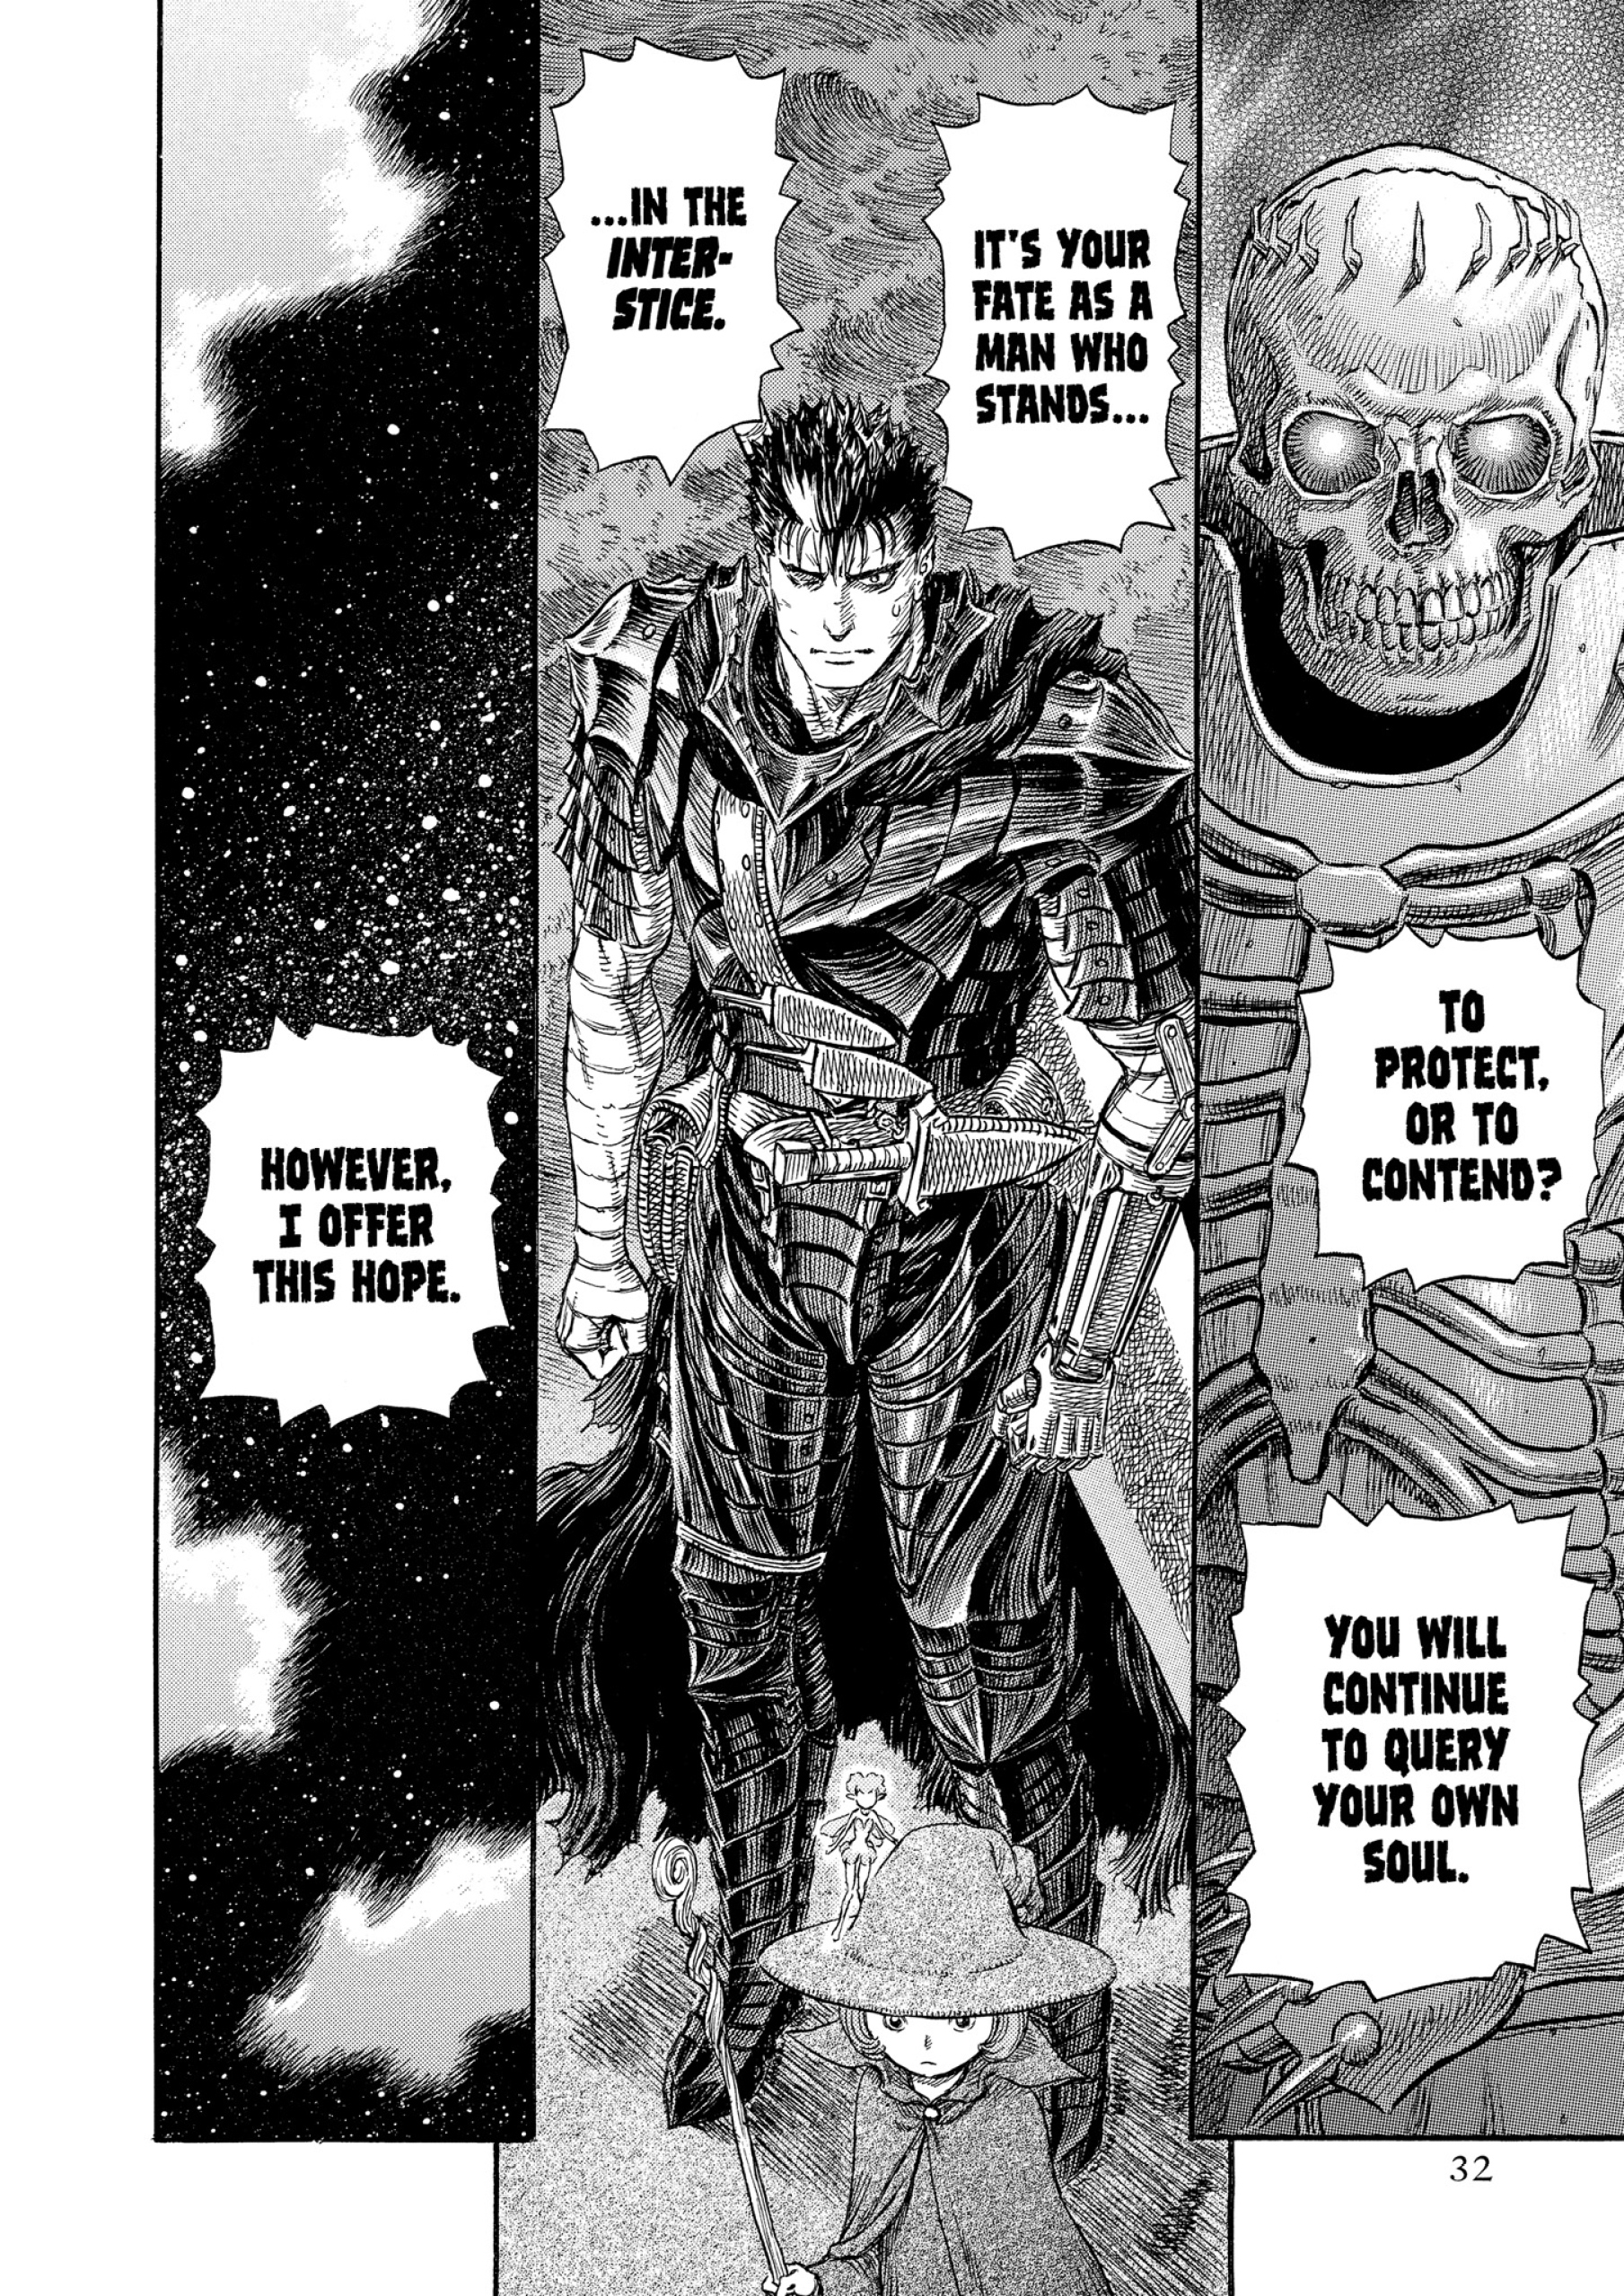 TO
PROTECT,
OR TO
CONTEND?
YOU WILL
CONTINUE
TO QUERY
YOUR OWN
SOUL.
IT'S YOUR
FATE AS A
MAN WHO
STANDS...
...IN THE
INTER-
STICE.
HOWEVER,
I OFFER
THIS HOPE.
32